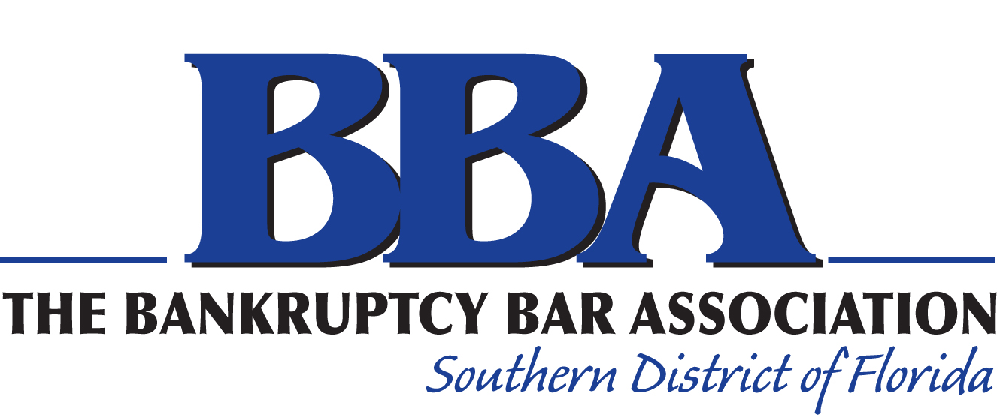 BBA
THE BANKRUPTCY BAR ASSOCIATION
Southern District of Florida